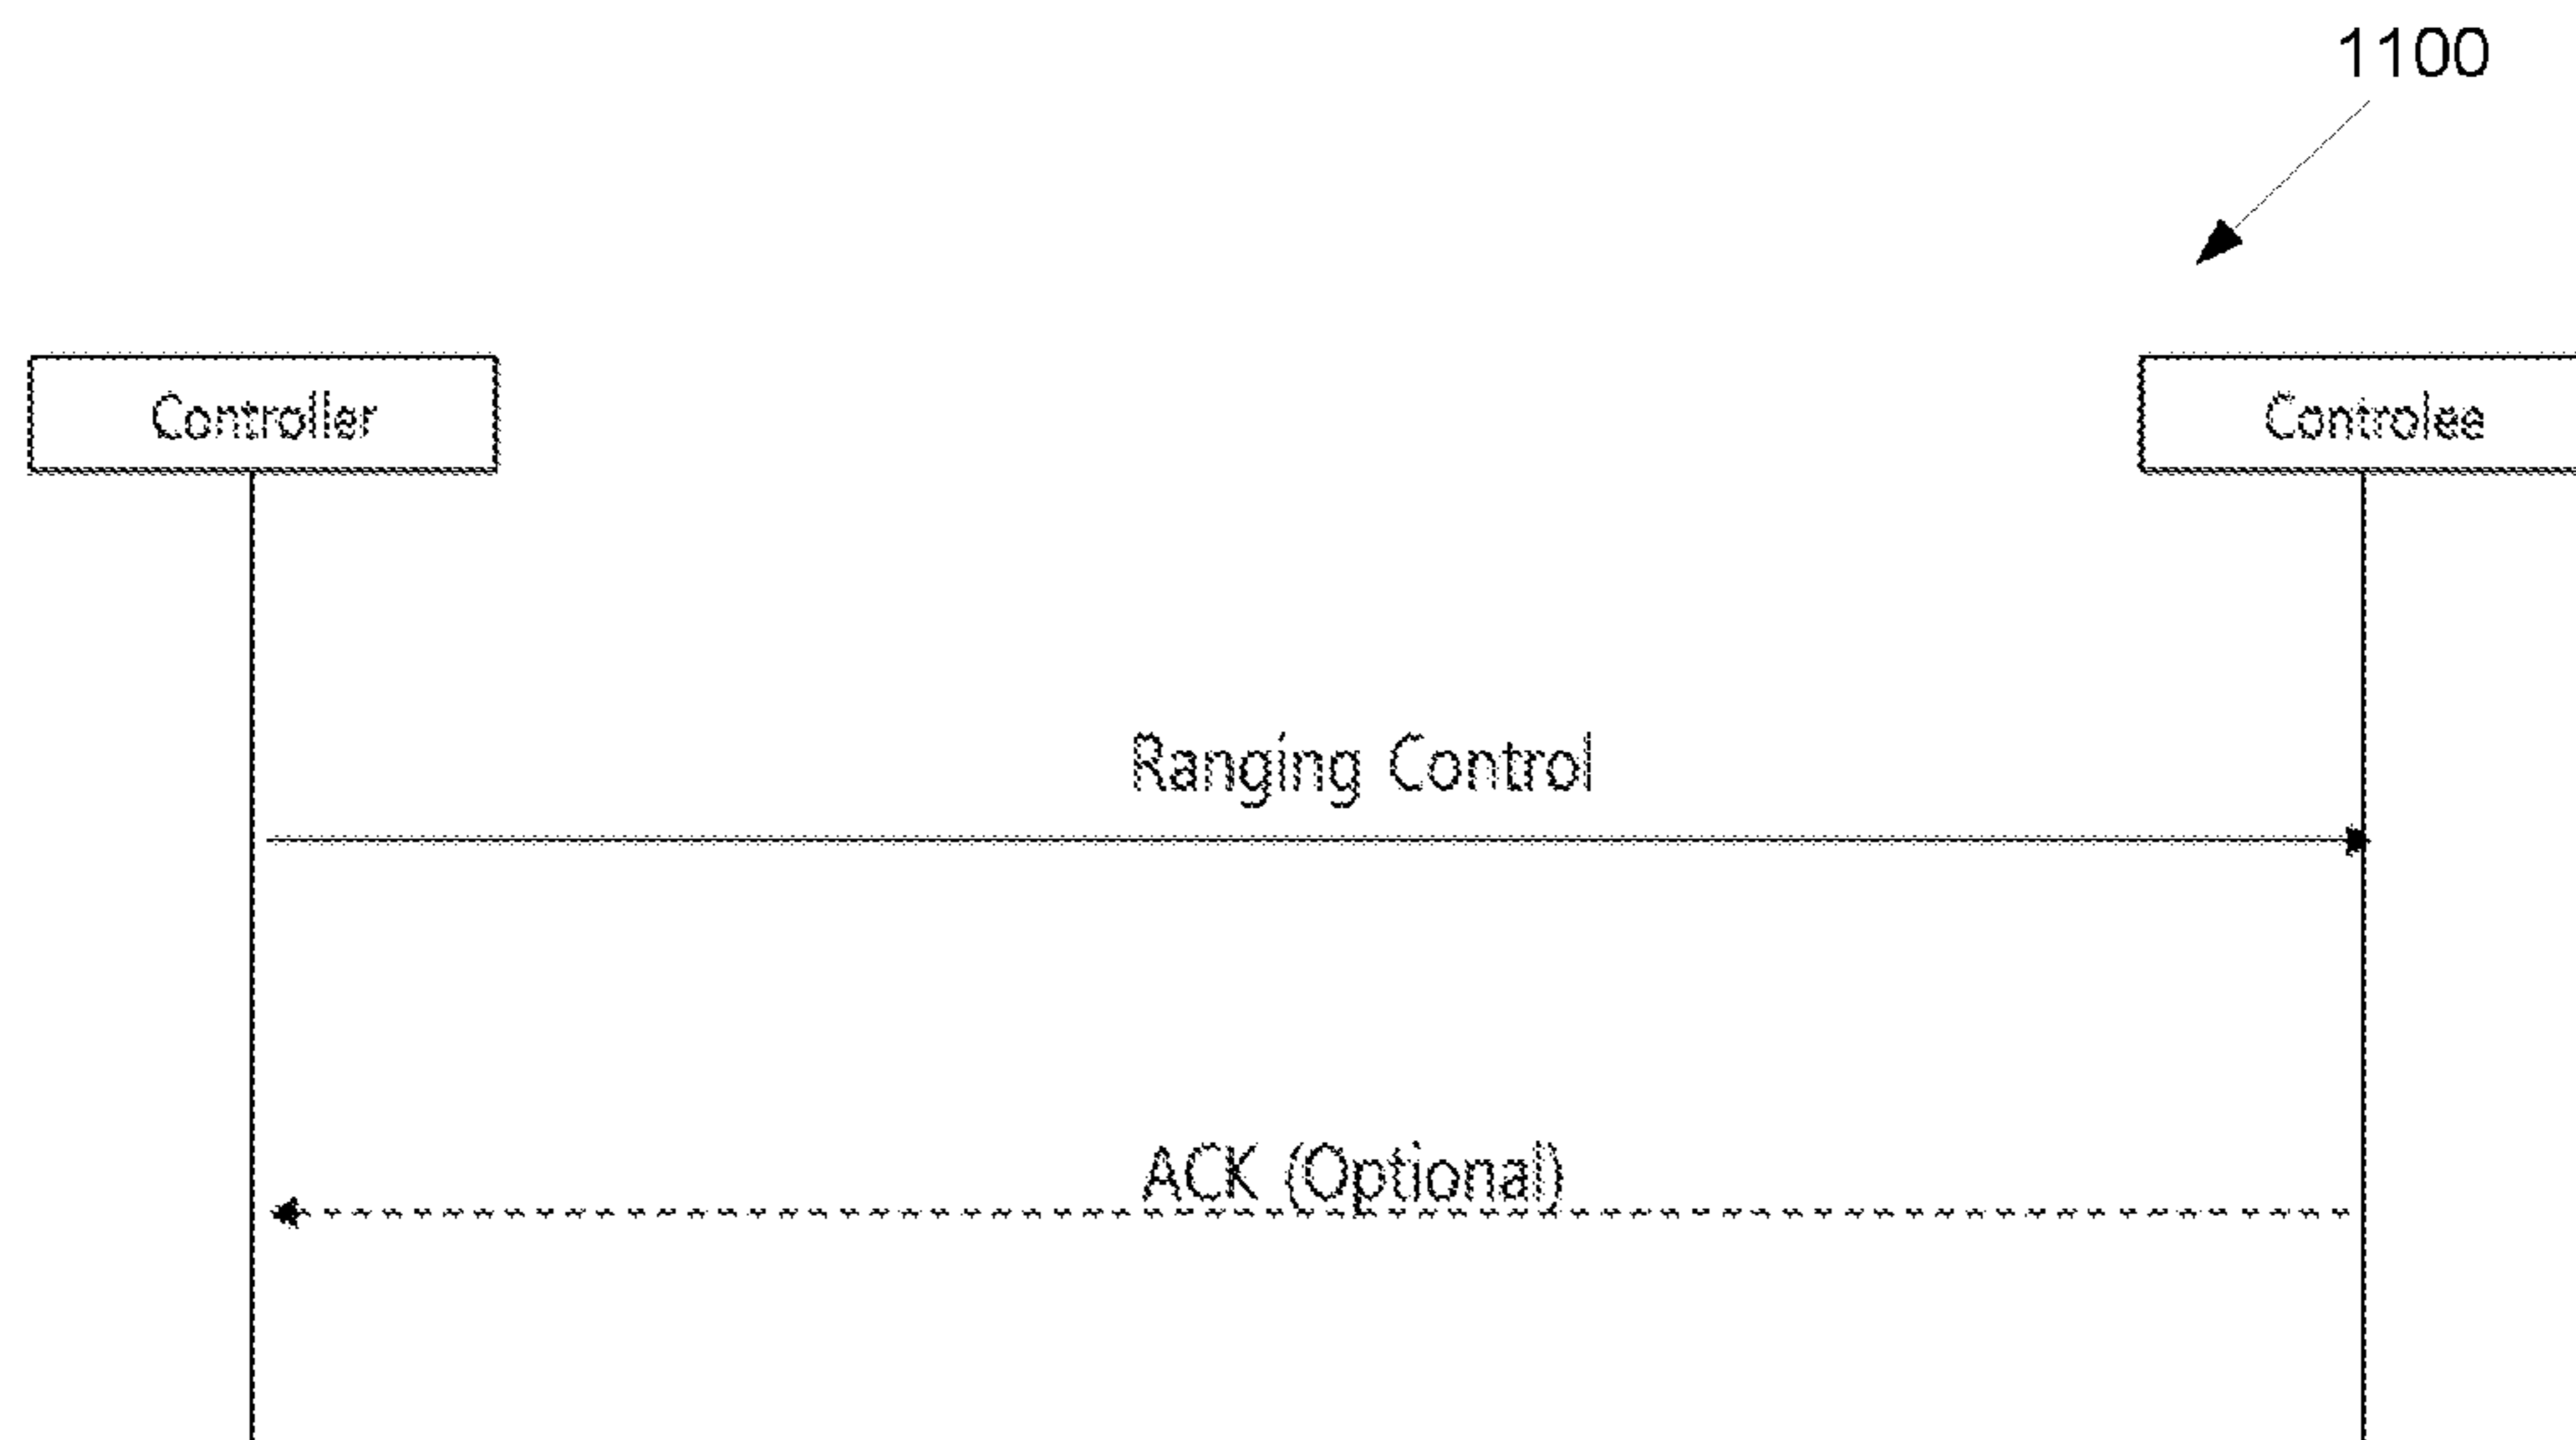 1100
Controller
Controlee
Ranging Control
ACK (Optional)